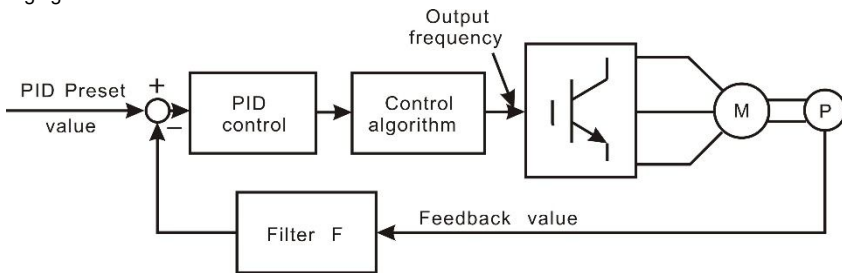 Output
frequency
PID Preset
value
+
−
PID
control
Control
algorithm
M
P
Filter F
Feedback value